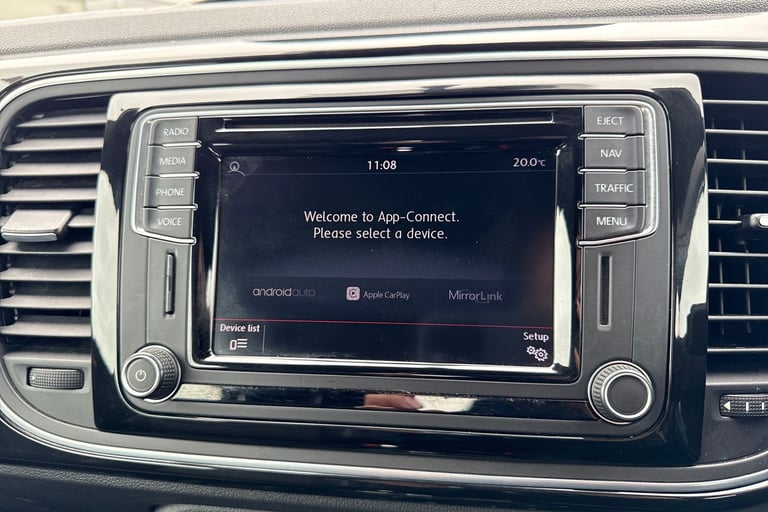 RADIO
MEDIA
PHONE
VOICE
EJECT
NAV
TRAFFIC
MENU
11:08
20.0°C
Welcome to App-Connect.
Please select a device.
androidauto
Apple CarPlay
MirrorLink
Device list
Setup